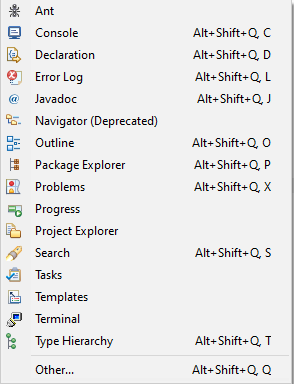 Ant
Console Alt+Shift+Q, C
Declaration Alt+Shift+Q, D
Error Log Alt+Shift+Q, L
Javadoc Alt+Shift+Q, J
Navigator (Deprecated)
Outline Alt+Shift+Q, O
Package Explorer Alt+Shift+Q, P
Problems Alt+Shift+Q, X
Progress
Project Explorer
Search Alt+Shift+Q, S
Tasks
Templates
Terminal
Type Hierarchy Alt+Shift+Q, T
Other... Alt+Shift+Q, Q